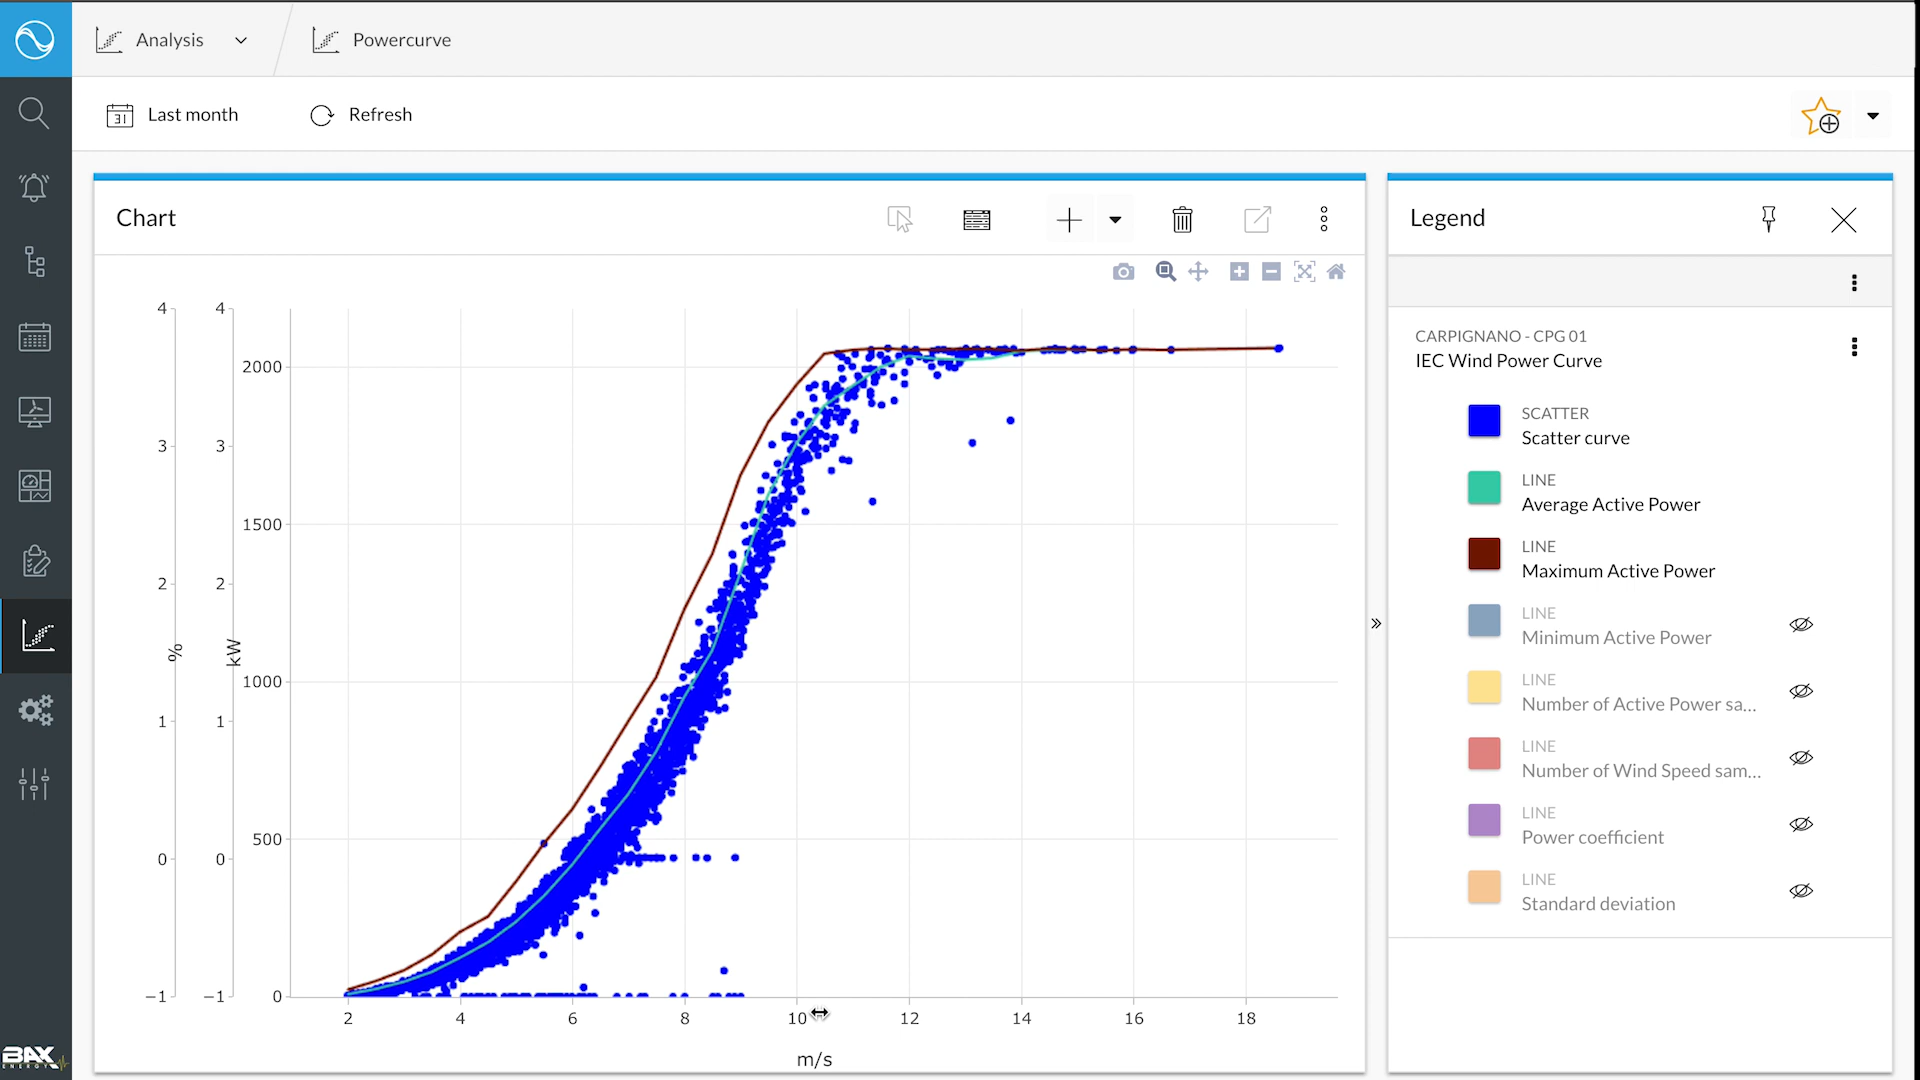 Analysis
Powercurve
31
Last month
Refresh
Chart
Legend
4
3
2
1
0
−1
%
4
3
2
1
0
−1
kW
2000
1500
1000
500
0
2
4
6
8
10
12
14
16
18
m/s
CARPIGNANO - CPG 01
IEC Wind Power Curve
SCATTER
Scatter curve
LINE
Average Active Power
LINE
Maximum Active Power
LINE
Minimum Active Power
LINE
Number of Active Power sa...
LINE
Number of Wind Speed sam...
LINE
Power coefficient
LINE
Standard deviation
BAX
ENERGY